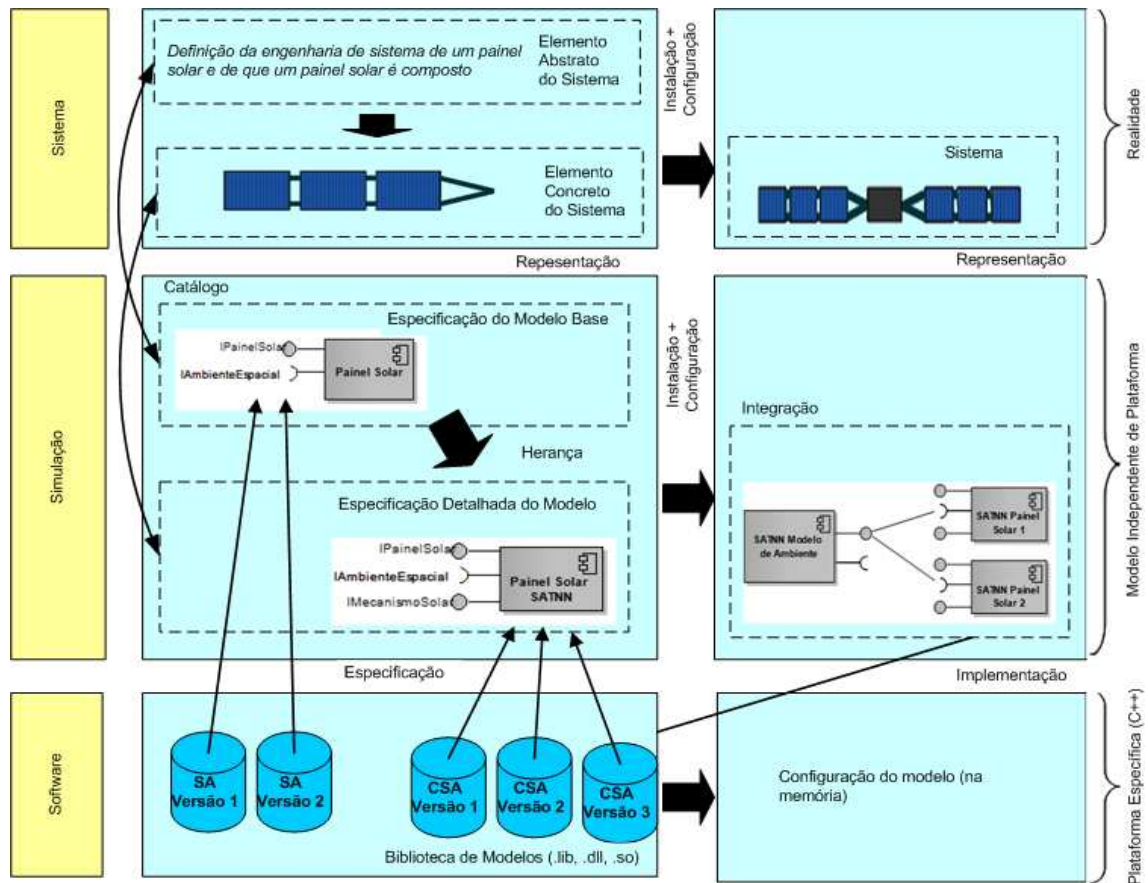 Sistema
Definição da engenharia de sistema de um painel
solar e de que um painel solar é composto
Elemento
Abstrato
do Sistema
Elemento
Concreto
do Sistema
Instalação +
Configuração
Sistema
Realidade
Repesentação
Representação
Simulação
Catálogo
Especificação do Modelo Base
IPainelSolar
IAmbienteEspacial
Painel Solar
Herança
Especificação Detalhada do Modelo
IPainelSolar
IAmbienteEspacial
IMecanismoSolar
Painel Solar
SATNN
Instalação +
Configuração
Integração
SATNN Modelo
de Ambiente
SATNN Painel
Solar 1
SATNN Painel
Solar 2
Modelo Independente de Plataforma
Especificação
Implementação
Software
SA
Versão 1
SA
Versão 2
CSA
Versão 1
CSA
Versão 2
CSA
Versão 3
Biblioteca de Modelos (.lib, .dll, .so)
Configuração do modelo (na
memória)
Plataforma Específica (C++)